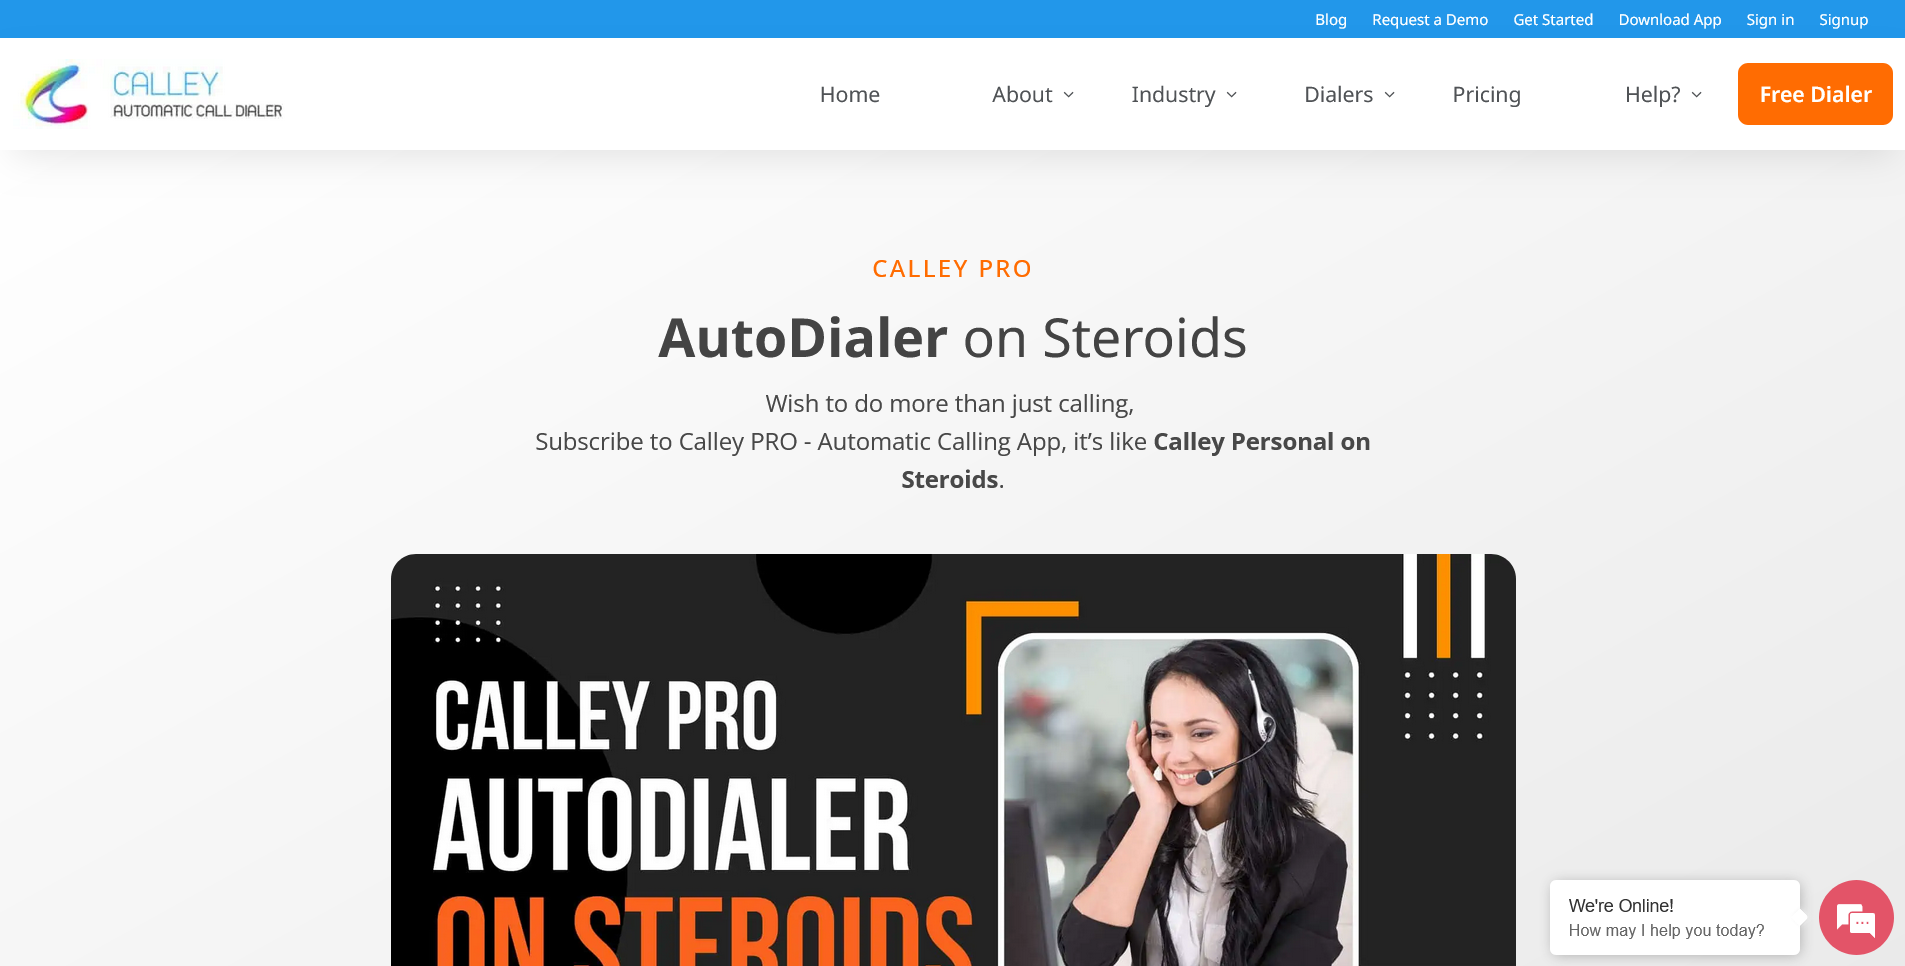 Blog Request a Demo Get Started Download App Sign in Signup
CALLEY
AUTOMATIC CALL DIALER
Home About Industry Dialers Pricing Help? Free Dialer
CALLEY PRO
AutoDialer on Steroids
Wish to do more than just calling,
Subscribe to Calley PRO - Automatic Calling App, it’s like Calley Personal on
Steroids.
CALLEY PRO
AUTODIALER
ON STEROIDS
We're Online!
How may I help you today?